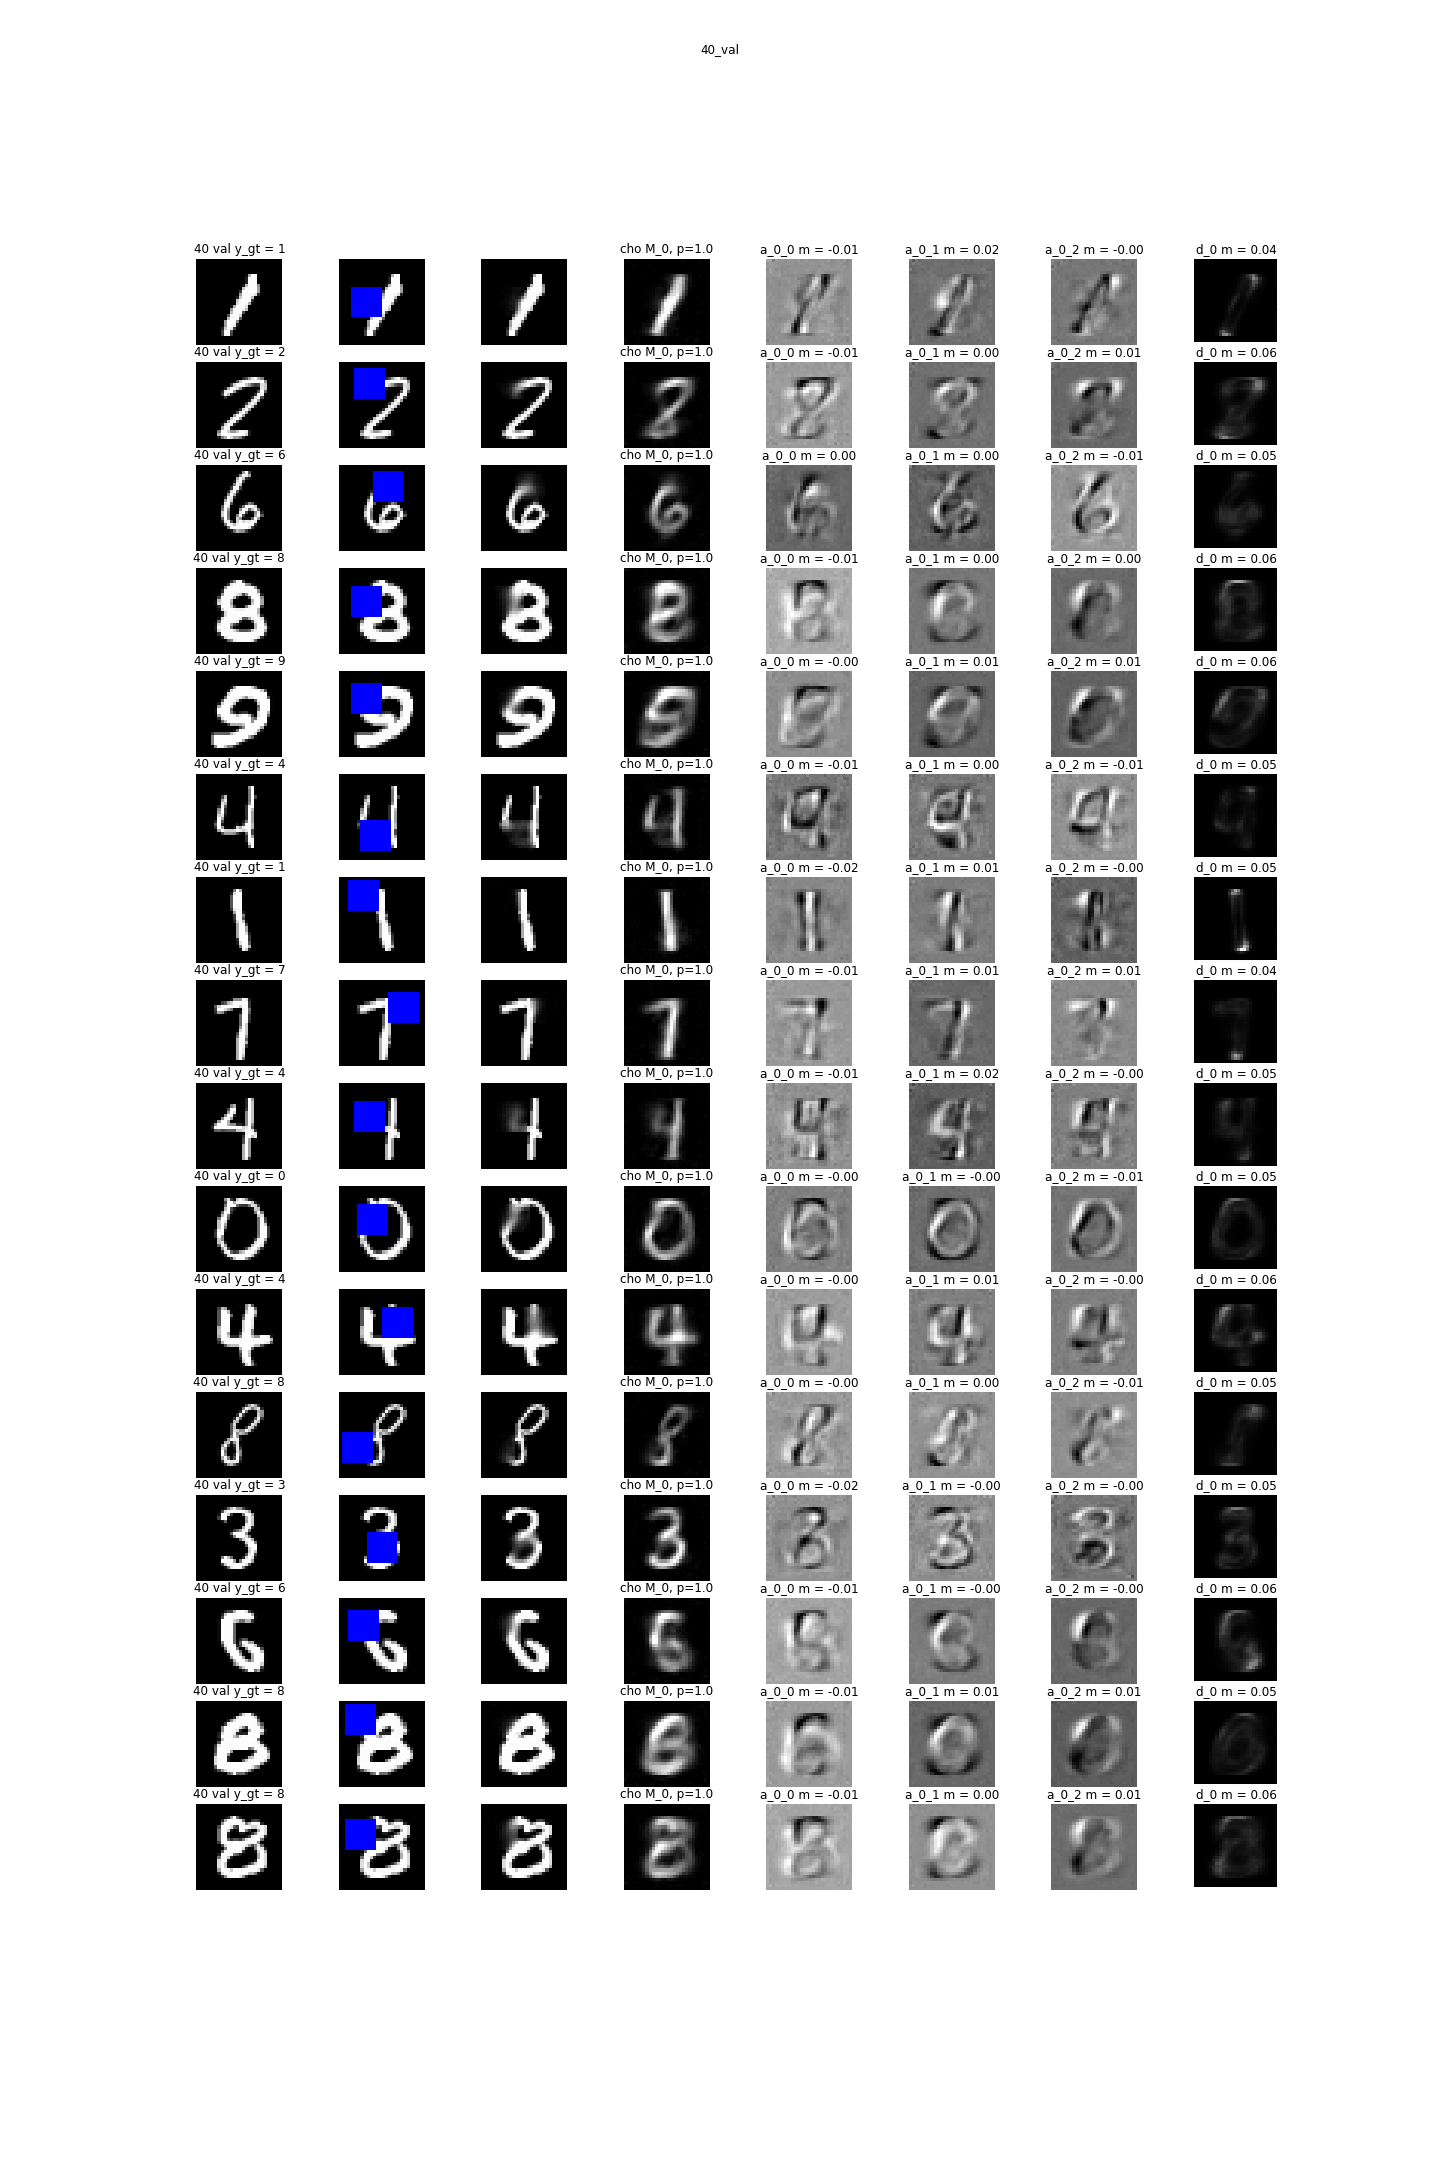 40_val
40 val y_gt = 1 cho M_0, p=1.0 a_0_0 m = -0.01 a_0_1 m = 0.02 a_0_2 m = -0.00 d_0 m = 0.04
40 val y_gt = 2 cho M_0, p=1.0 a_0_0 m = -0.01 a_0_1 m = 0.00 a_0_2 m = 0.01 d_0 m = 0.06
40 val y_gt = 6 cho M_0, p=1.0 a_0_0 m = 0.00 a_0_1 m = 0.00 a_0_2 m = -0.01 d_0 m = 0.05
40 val y_gt = 8 cho M_0, p=1.0 a_0_0 m = -0.01 a_0_1 m = 0.00 a_0_2 m = 0.00 d_0 m = 0.06
40 val y_gt = 9 cho M_0, p=1.0 a_0_0 m = -0.00 a_0_1 m = 0.01 a_0_2 m = 0.01 d_0 m = 0.06
40 val y_gt = 4 cho M_0, p=1.0 a_0_0 m = -0.01 a_0_1 m = 0.00 a_0_2 m = -0.01 d_0 m = 0.05
40 val y_gt = 1 cho M_0, p=1.0 a_0_0 m = -0.02 a_0_1 m = 0.01 a_0_2 m = -0.00 d_0 m = 0.05
40 val y_gt = 7 cho M_0, p=1.0 a_0_0 m = -0.01 a_0_1 m = 0.01 a_0_2 m = 0.01 d_0 m = 0.04
40 val y_gt = 4 cho M_0, p=1.0 a_0_0 m = -0.01 a_0_1 m = 0.02 a_0_2 m = -0.00 d_0 m = 0.05
40 val y_gt = 0 cho M_0, p=1.0 a_0_0 m = -0.00 a_0_1 m = -0.00 a_0_2 m = -0.01 d_0 m = 0.05
40 val y_gt = 4 cho M_0, p=1.0 a_0_0 m = -0.00 a_0_1 m = 0.01 a_0_2 m = -0.00 d_0 m = 0.06
40 val y_gt = 8 cho M_0, p=1.0 a_0_0 m = -0.00 a_0_1 m = 0.00 a_0_2 m = -0.01 d_0 m = 0.05
40 val y_gt = 3 cho M_0, p=1.0 a_0_0 m = -0.02 a_0_1 m = -0.00 a_0_2 m = -0.00 d_0 m = 0.05
40 val y_gt = 6 cho M_0, p=1.0 a_0_0 m = -0.01 a_0_1 m = -0.00 a_0_2 m = -0.00 d_0 m = 0.06
40 val y_gt = 8 cho M_0, p=1.0 a_0_0 m = -0.01 a_0_1 m = 0.01 a_0_2 m = 0.01 d_0 m = 0.05
40 val y_gt = 8 cho M_0, p=1.0 a_0_0 m = -0.01 a_0_1 m = 0.00 a_0_2 m = 0.01 d_0 m = 0.06